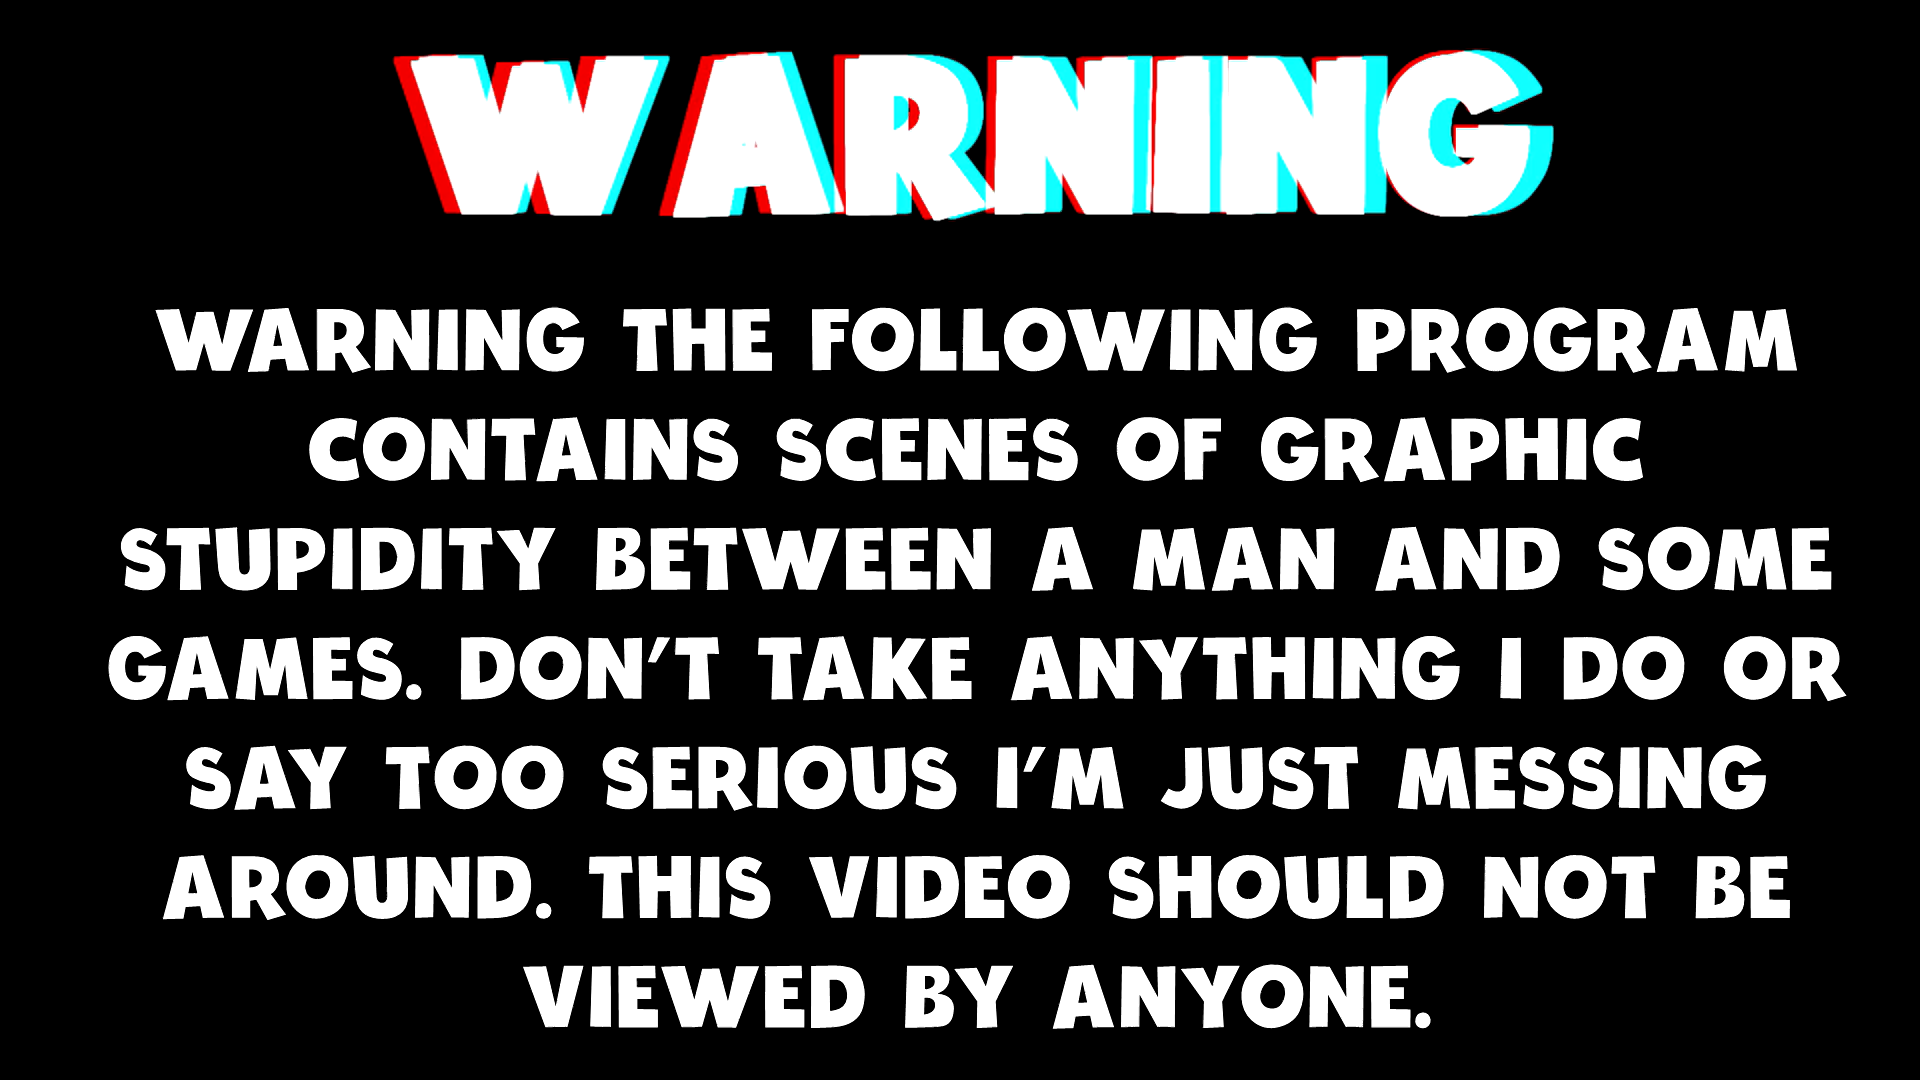 WARNING
WARNING THE FOLLOWING PROGRAM
CONTAINS SCENES OF GRAPHIC
STUPIDITY BETWEEN A MAN AND SOME
GAMES. DON'T TAKE ANYTHING I DO OR
SAY TOO SERIOUS I'M JUST MESSING
AROUND. THIS VIDEO SHOULD NOT BE
VIEWED BY ANYONE.